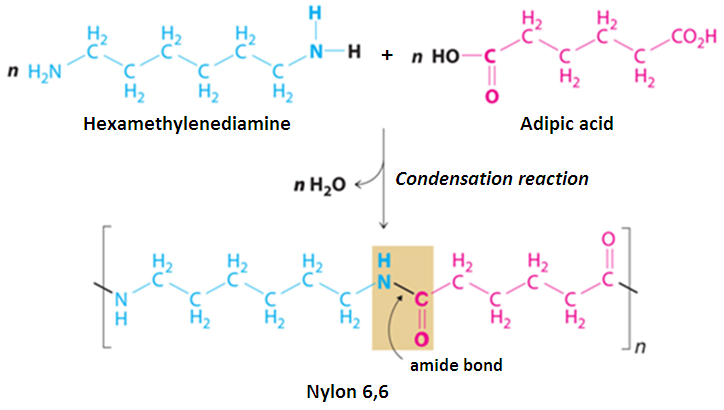 H
H₂ H₂ H₂ N H
C C C
n H₂N C C C
H₂ H₂ H₂
+
H₂ H₂ CO₂H
C C
n HO C C C
O H₂ H₂
Hexamethylenediamine
Adipic acid
n H₂O
Condensation reaction
O
H₂ H₂ H₂ H H₂ H₂
C C C N C C C
N C C C C C C
H H₂ H₂ H₂ O H₂ H₂
n
amide bond
Nylon 6,6